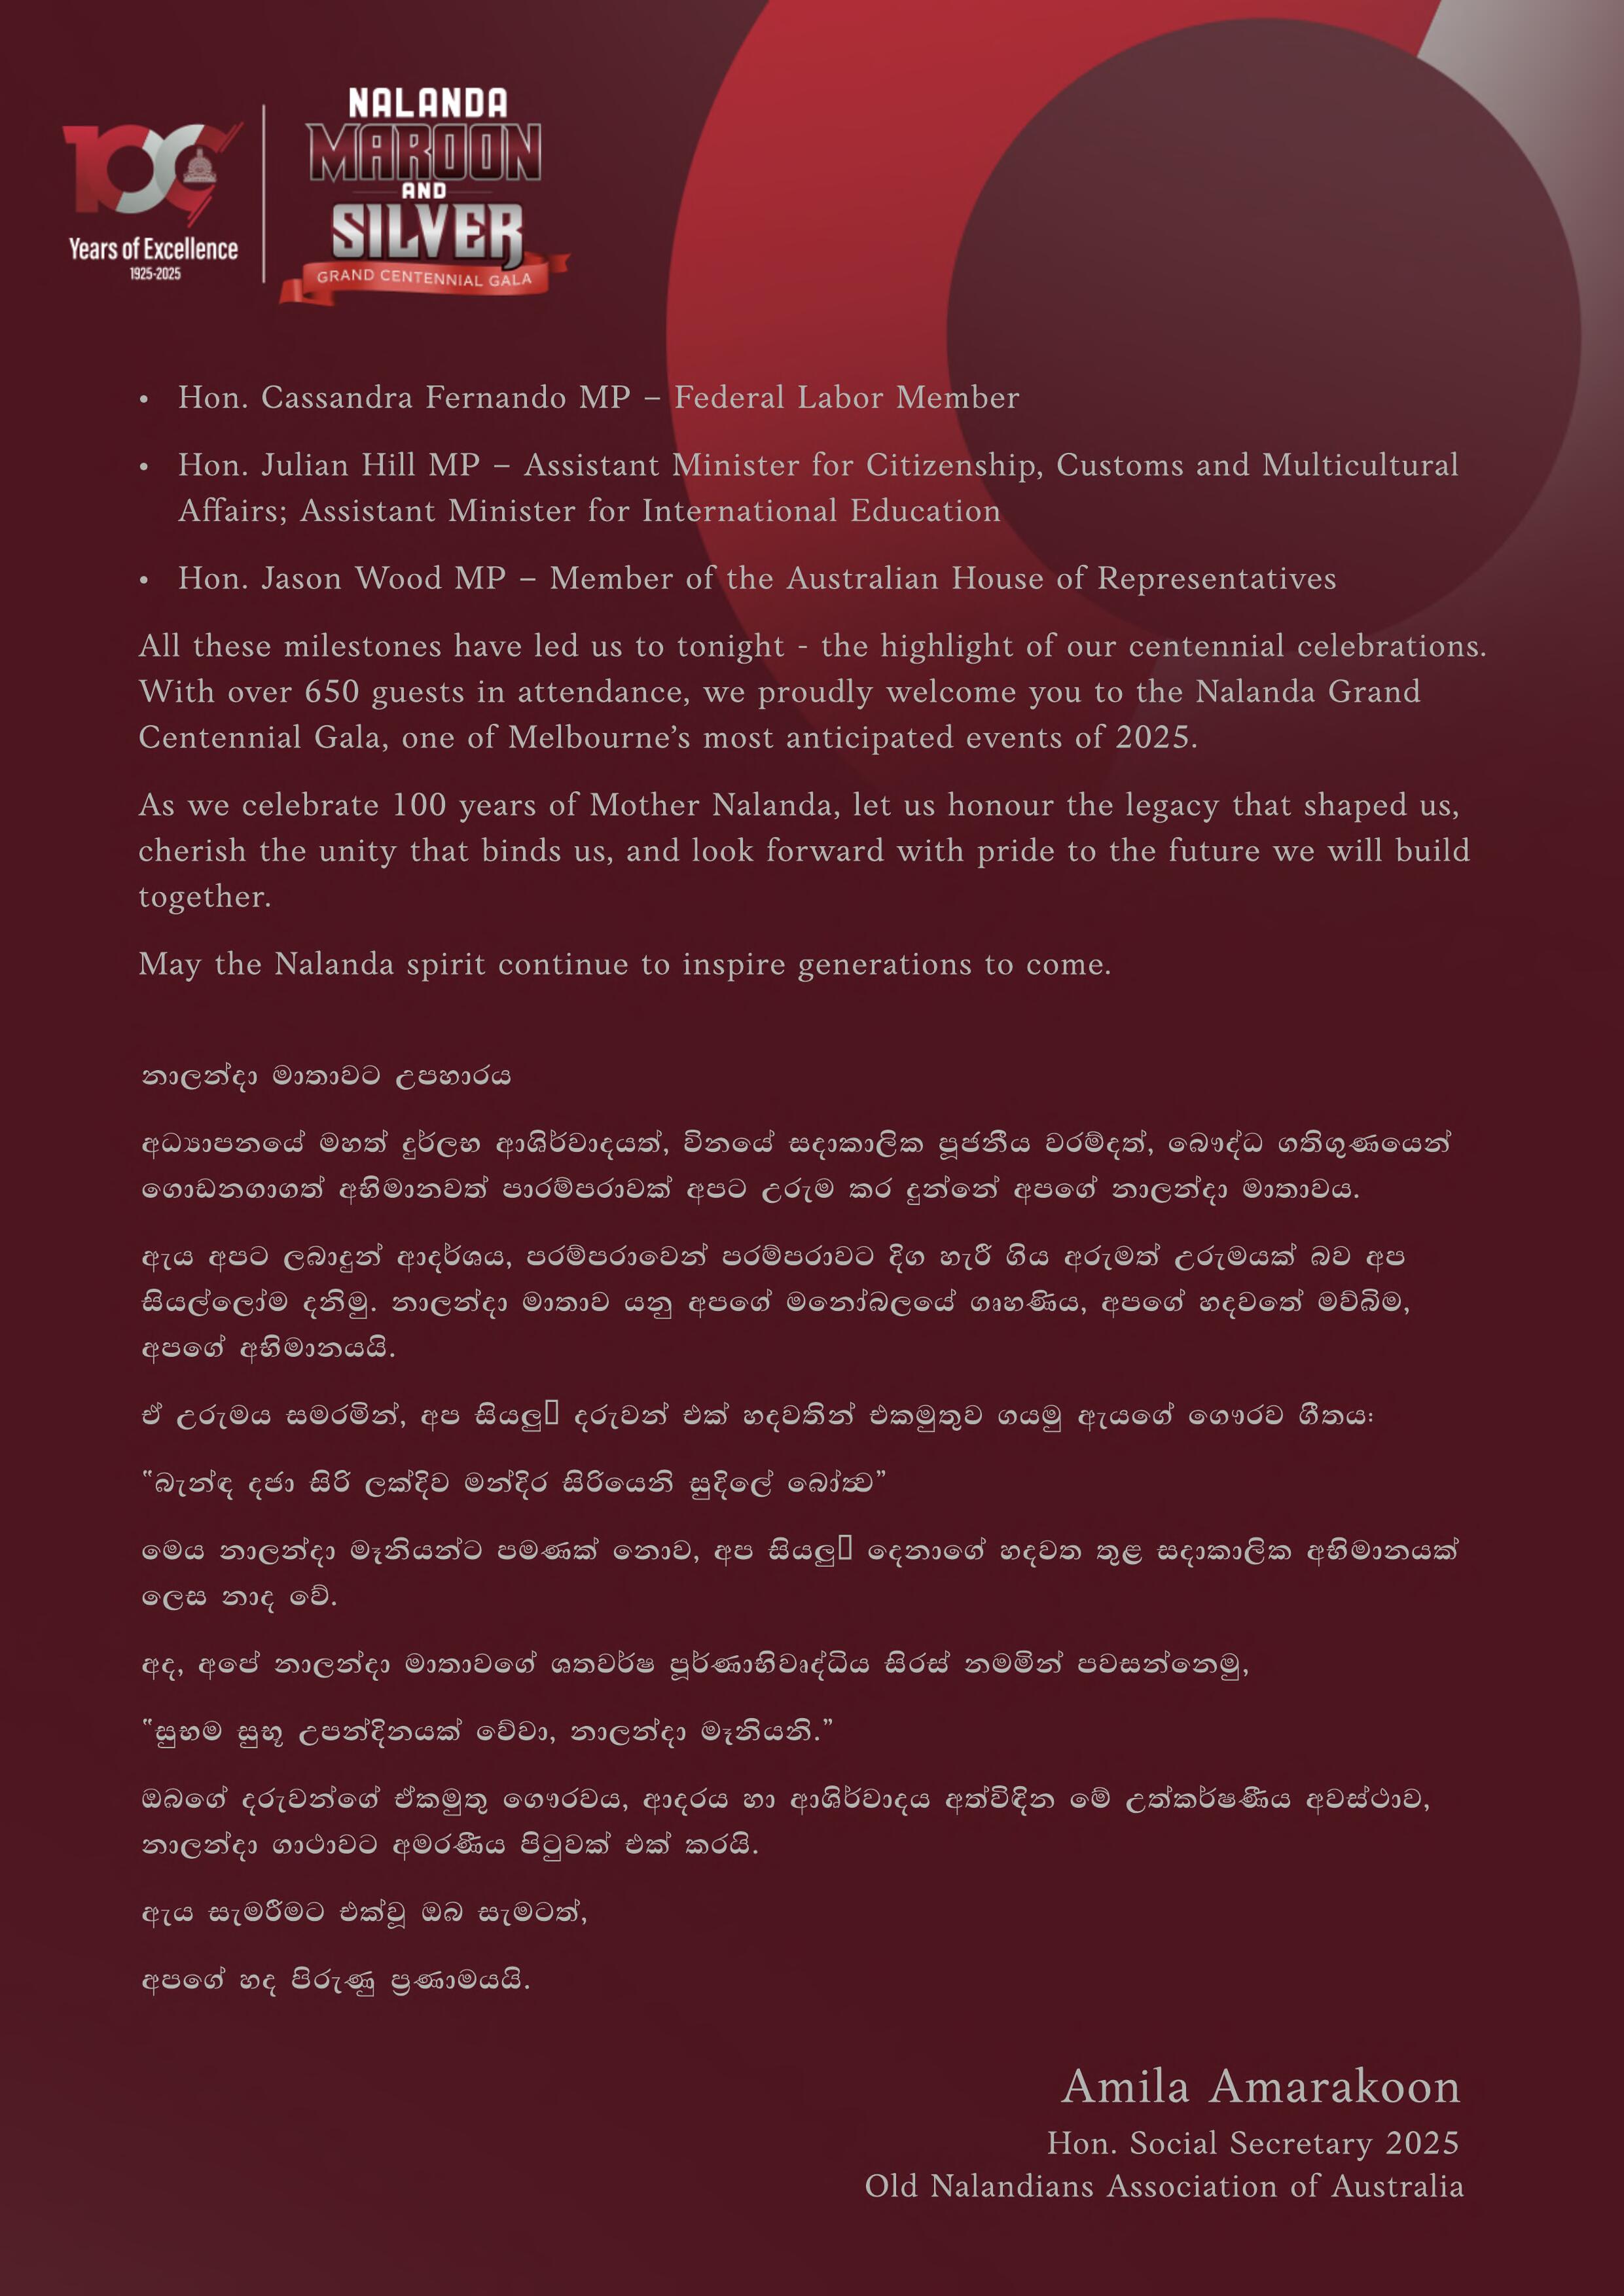 100
Years of Excellence
1925-2025
NALANDA
MAROON
AND
SILVER
GRAND CENTENNIAL GALA
• Hon. Cassandra Fernando MP – Federal Labor Member
• Hon. Julian Hill MP – Assistant Minister for Citizenship, Customs and Multicultural
Affairs; Assistant Minister for International Education
• Hon. Jason Wood MP – Member of the Australian House of Representatives
All these milestones have led us to tonight - the highlight of our centennial celebrations.
With over 650 guests in attendance, we proudly welcome you to the Nalanda Grand
Centennial Gala, one of Melbourne’s most anticipated events of 2025.
As we celebrate 100 years of Mother Nalanda, let us honour the legacy that shaped us,
cherish the unity that binds us, and look forward with pride to the future we will build
together.
May the Nalanda spirit continue to inspire generations to come.
නාලන්දා මාතාවට උපහාරය
අධ්‍යාපනයේ මහත් දුර්ලභ ආශිර්වාදයත්, විනයේ සදාකාලික පූජනීය වරම්දත්, බෞද්ධ ගතිගුණයෙන්
ගොඩනගාගත් අභිමානවත් පාරම්පරාවක් අපට උරුම කර දුන්නේ අපගේ නාලන්දා මාතාවය.
ඇය අපට ලබාදුන් ආදර්ශය, පරම්පරාවෙන් පරම්පරාවට දිග හැරී ගිය අරුමත් උරුමයක් බව අප
සියල්ලෝම දනිමු. නාලන්දා මාතාව යනු අපගේ මනෝබලයේ ගෘහණිය, අපගේ හදවතේ මව්බිම,
අපගේ අභිමානයයි.
ඒ උරුමය සමරමින්, අප සියලු▯ දරුවන් එක් හදවතින් එකමුතුව ගයමු ඇයගේ ගෞරව ගීතය:
“බැන්ඳ දජා සිරි ලක්දිව මන්දිර සිරියෙනි සුදිලේ බෝත්‍ව”
මෙය නාලන්දා මෑනියන්ට පමණක් නොව, අප සියලු▯ දෙනාගේ හදවත තුළ සදාකාලික අභිමානයක්
ලෙස නාද වේ.
අද, අපේ නාලන්දා මාතාවගේ ශතවර්ෂ පූර්ණාභිවෘද්ධිය සිරස් නමමින් පවසන්නෙමු,
“සුභම සුභූ උපන්දිනයක් වේවා, නාලන්දා මෑනියනි.”
ඔබගේ දරුවන්ගේ ඒකමුතු ගෞරවය, ආදරය හා ආශිර්වාදය අත්විඳින මේ උත්කර්ෂණීය අවස්ථාව,
නාලන්දා ගාථාවට අමරණීය පිටුවක් එක් කරයි.
ඇය සැමරීමට එක්වූ ඔබ සැමටත්,
අපගේ හද පිරුණු ප්‍රණාමයයි.
Amila Amarakoon
Hon. Social Secretary 2025
Old Nalandians Association of Australia